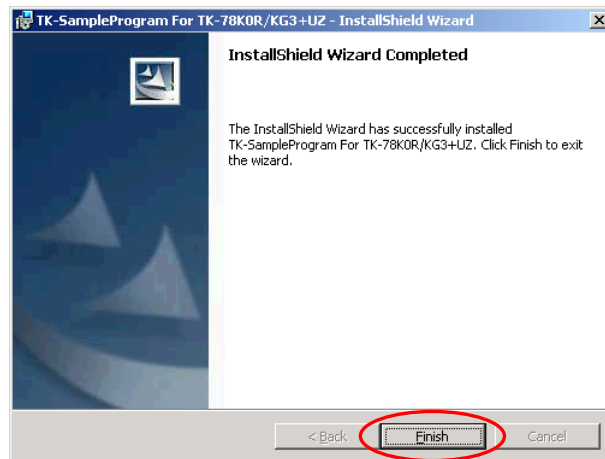 TK-SampleProgram For TK-78K0R/KG3+UZ - InstallShield Wizard
InstallShield Wizard Completed
The InstallShield Wizard has successfully installed
TK-SampleProgram For TK-78K0R/KG3+UZ. Click Finish to exit
the wizard.
< Back Finish Cancel